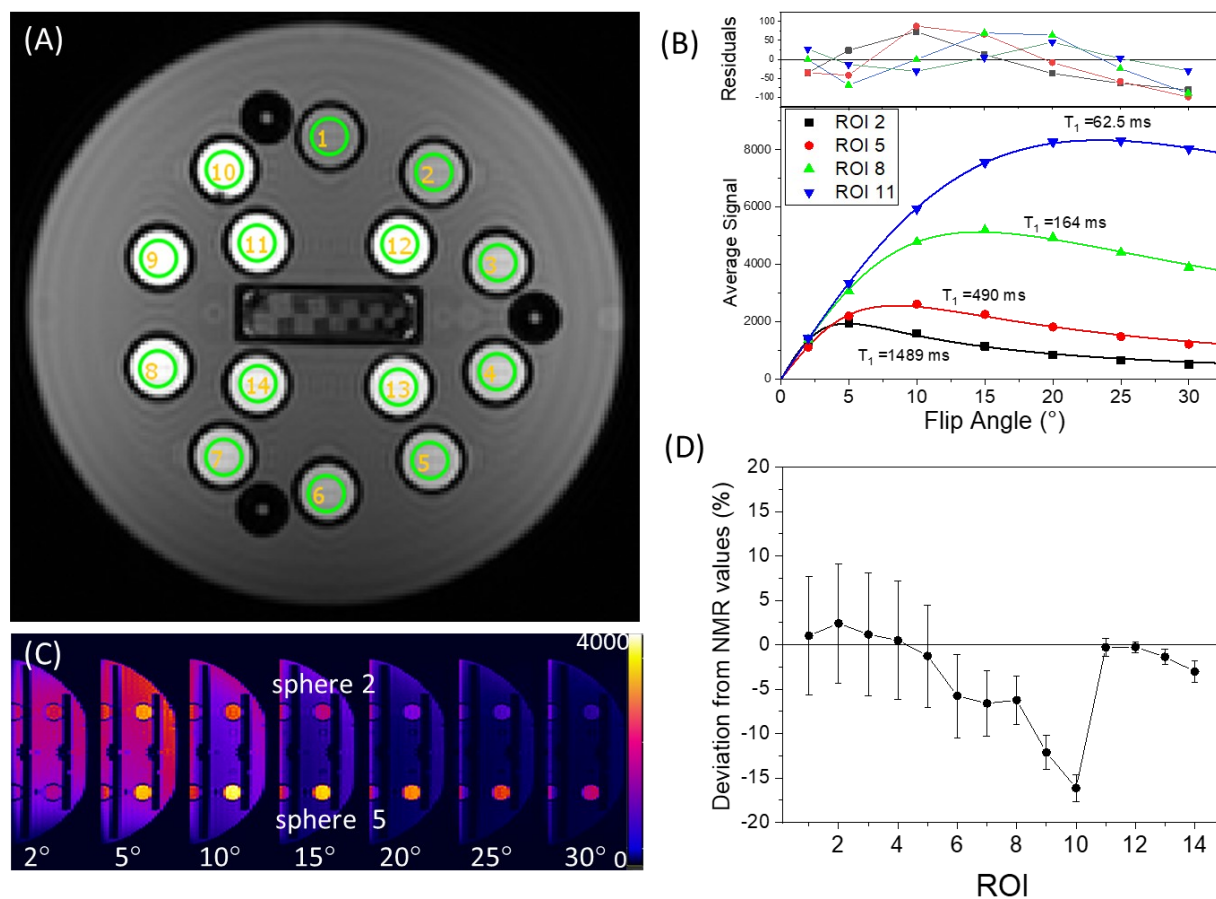 (A)
1
2
3
4
5
6
7
8
9
10
11
12
13
14
(B)
Residuals
100
50
0
-50
-100
Average Signal
8000
6000
4000
2000
0
ROI 2
ROI 5
ROI 8
ROI 11
T1 =62.5 ms
T1 =164 ms
T1 =490 ms
T1 =1489 ms
0 5 10 15 20 25 30
Flip Angle (°)
(C)
4000
sphere 2
sphere 5
2° 5° 10° 15° 20° 25° 30°
0
(D)
Deviation from NMR values (%)
20
15
10
5
0
-5
-10
-15
-20
2 4 6 8 10 12 14
ROI